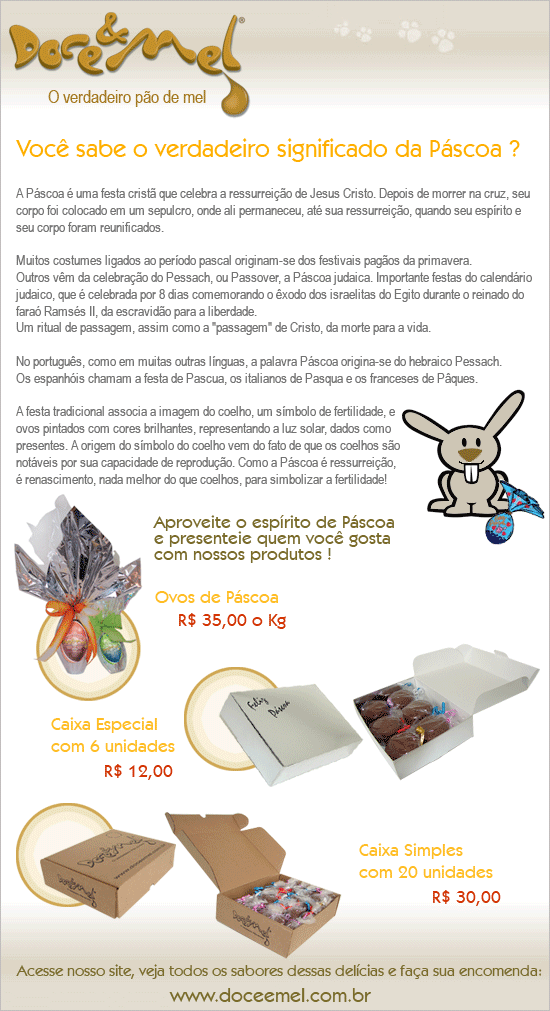 Doce&Mel®
O verdadeiro pão de mel
Você sabe o verdadeiro significado da Páscoa ?
A Páscoa é uma festa cristã que celebra a ressurreição de Jesus Cristo. Depois de morrer na cruz, seu
corpo foi colocado em um sepulcro, onde ali permaneceu, até sua ressurreição, quando seu espírito e
seu corpo foram reunificados.
Muitos costumes ligados ao período pascal originam-se dos festivais pagãos da primavera.
Outros vêm da celebração do Pessach, ou Passover, a Páscoa judaica. Importante festas do calendário
judaico, que é celebrada por 8 dias comemorando o êxodo dos israelitas do Egito durante o reinado do
faraó Ramsés II, da escravidão para a liberdade.
Um ritual de passagem, assim como a "passagem" de Cristo, da morte para a vida.
No português, como em muitas outras línguas, a palavra Páscoa origina-se do hebraico Pessach.
Os espanhóis chamam a festa de Pascua, os italianos de Pasqua e os franceses de Pâques.
A festa tradicional associa a imagem do coelho, um símbolo de fertilidade, e
ovos pintados com cores brilhantes, representando a luz solar, dados como
presentes. A origem do símbolo do coelho vem do fato de que os coelhos são
notáveis por sua capacidade de reprodução. Como a Páscoa é ressurreição,
é renascimento, nada melhor do que coelhos, para simbolizar a fertilidade!
Aproveite o espírito de Páscoa
e presenteie quem você gosta
com nossos produtos !
Ovos de Páscoa
R$ 35,00 o Kg
Feliz
Páscoa
Caixa Especial
com 6 unidades
R$ 12,00
Doce&Mel
Doce&Mel
Caixa Simples
com 20 unidades
R$ 30,00
Acesse nosso site, veja todos os sabores dessas delícias e faça sua encomenda:
www.doceemel.com.br